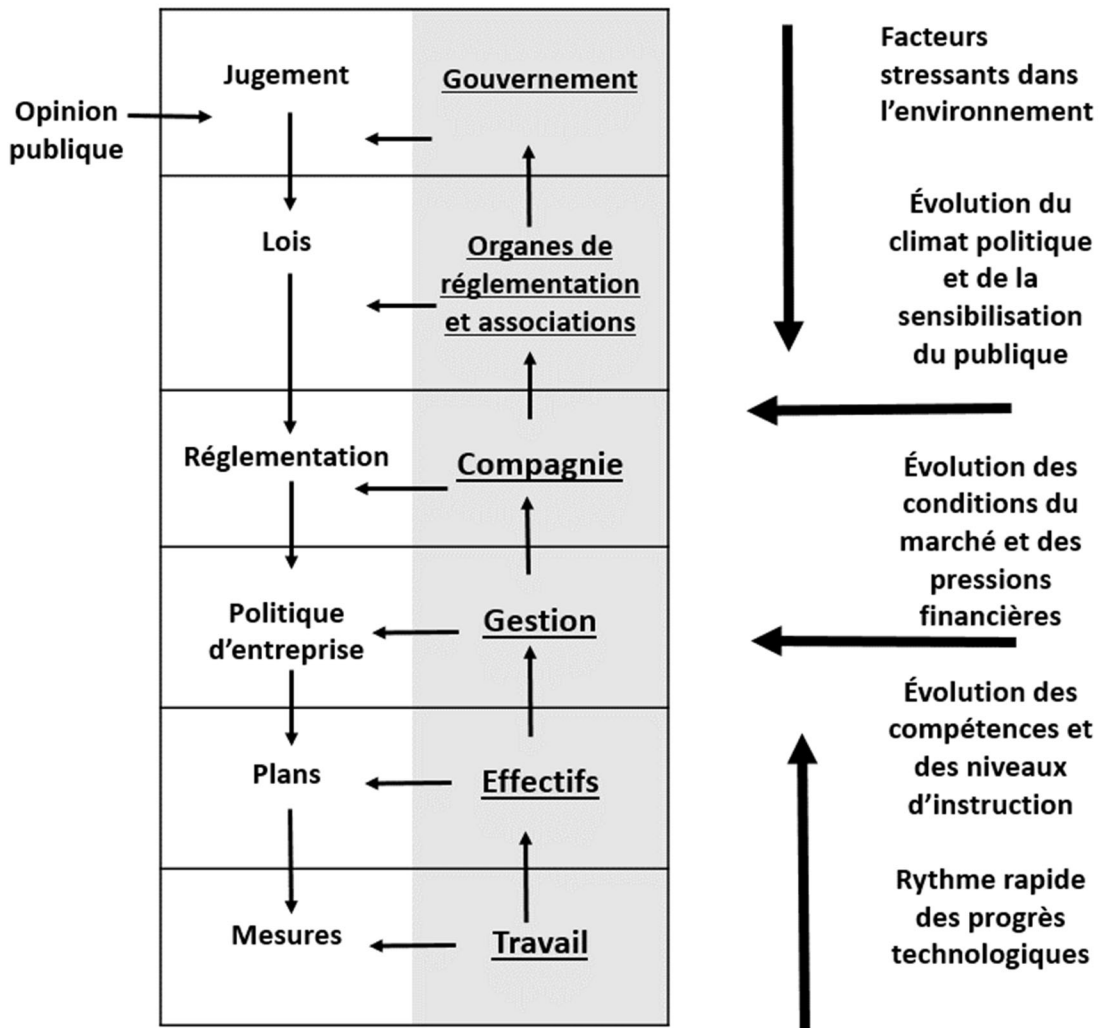 Opinion
publique
Jugement
Gouvernement
Lois
Organes de
réglementation
et associations
Réglementation
Compagnie
Politique
d'entreprise
Gestion
Plans
Effectifs
Mesures
Travail
Facteurs
stressants dans
l'environnement
Évolution du
climat politique
et de la
sensibilisation
du publique
Évolution des
conditions du
marché et des
pressions
financières
Évolution des
compétences et
des niveaux
d'instruction
Rythme rapide
des progrès
technologiques